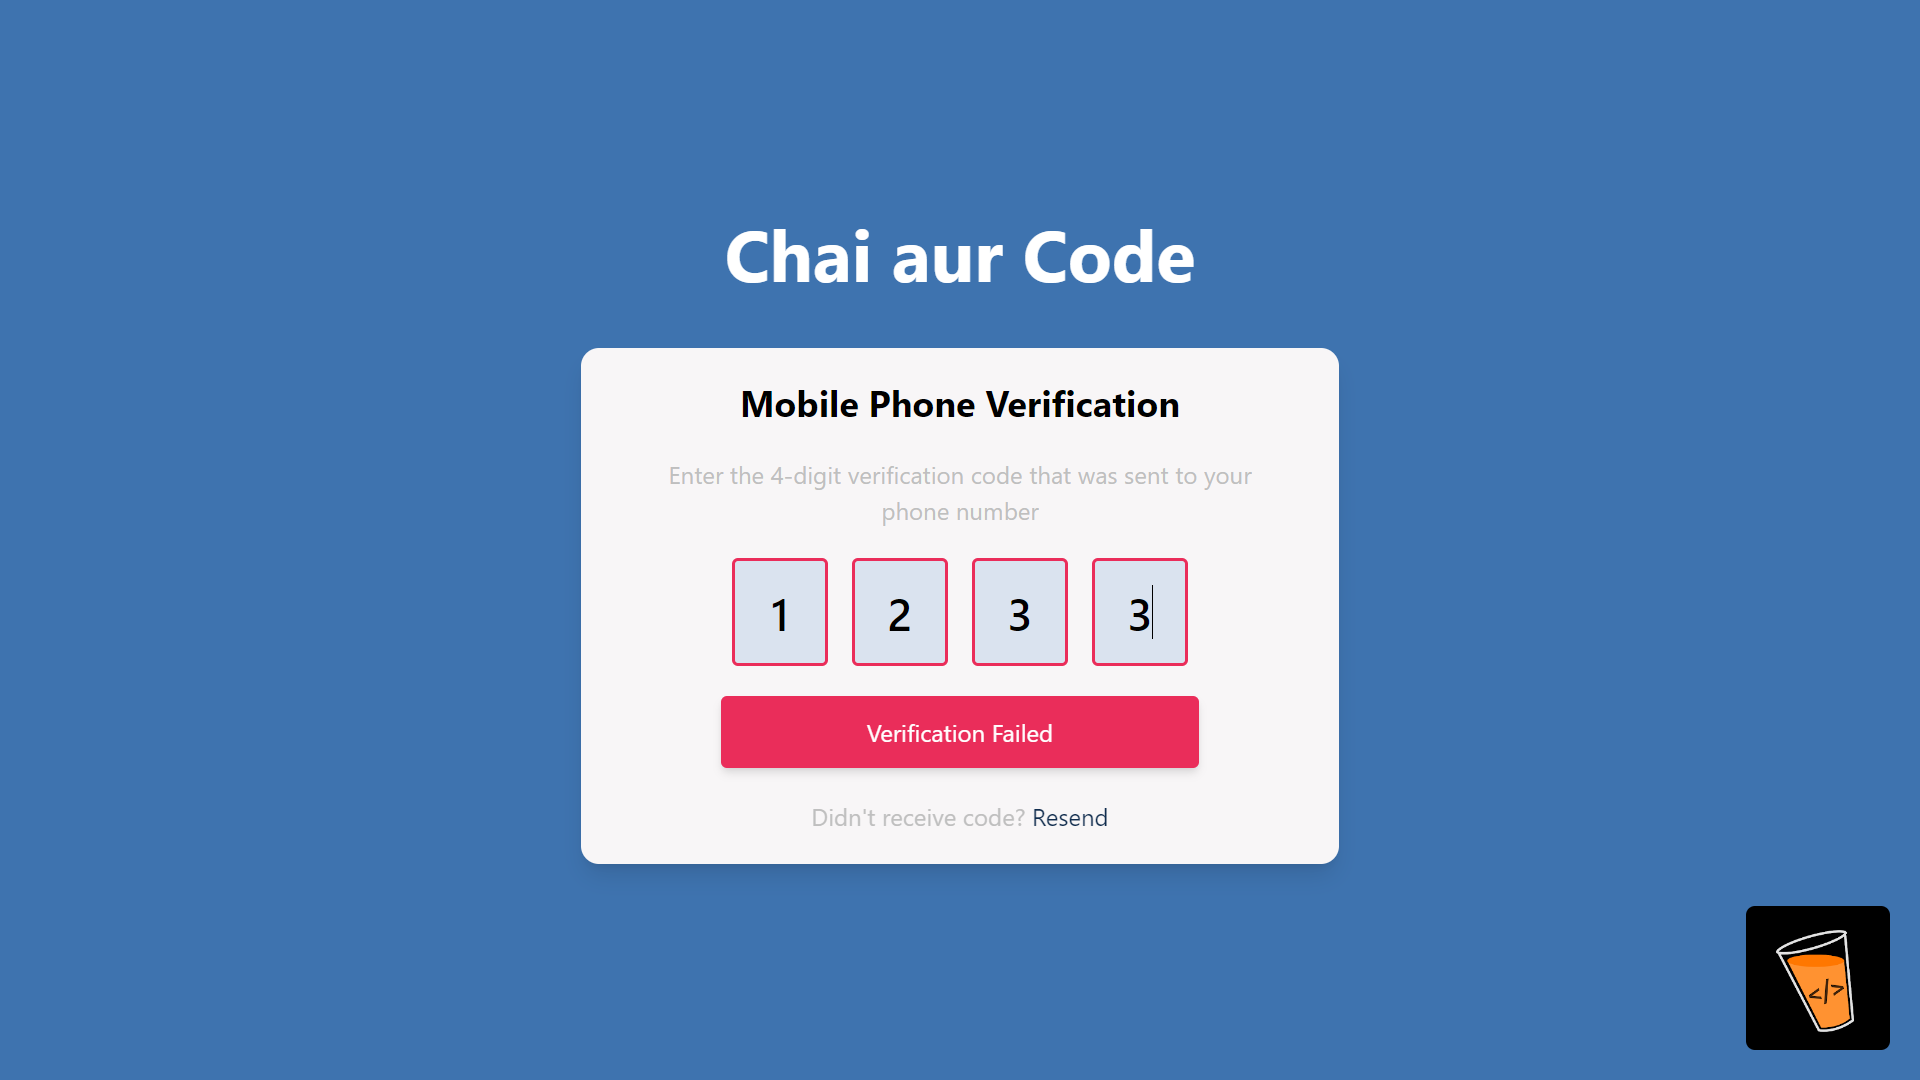 Chai aur Code
Mobile Phone Verification
Enter the 4-digit verification code that was sent to your
phone number
1 2 3 3
Verification Failed
Didn't receive code? Resend
</>